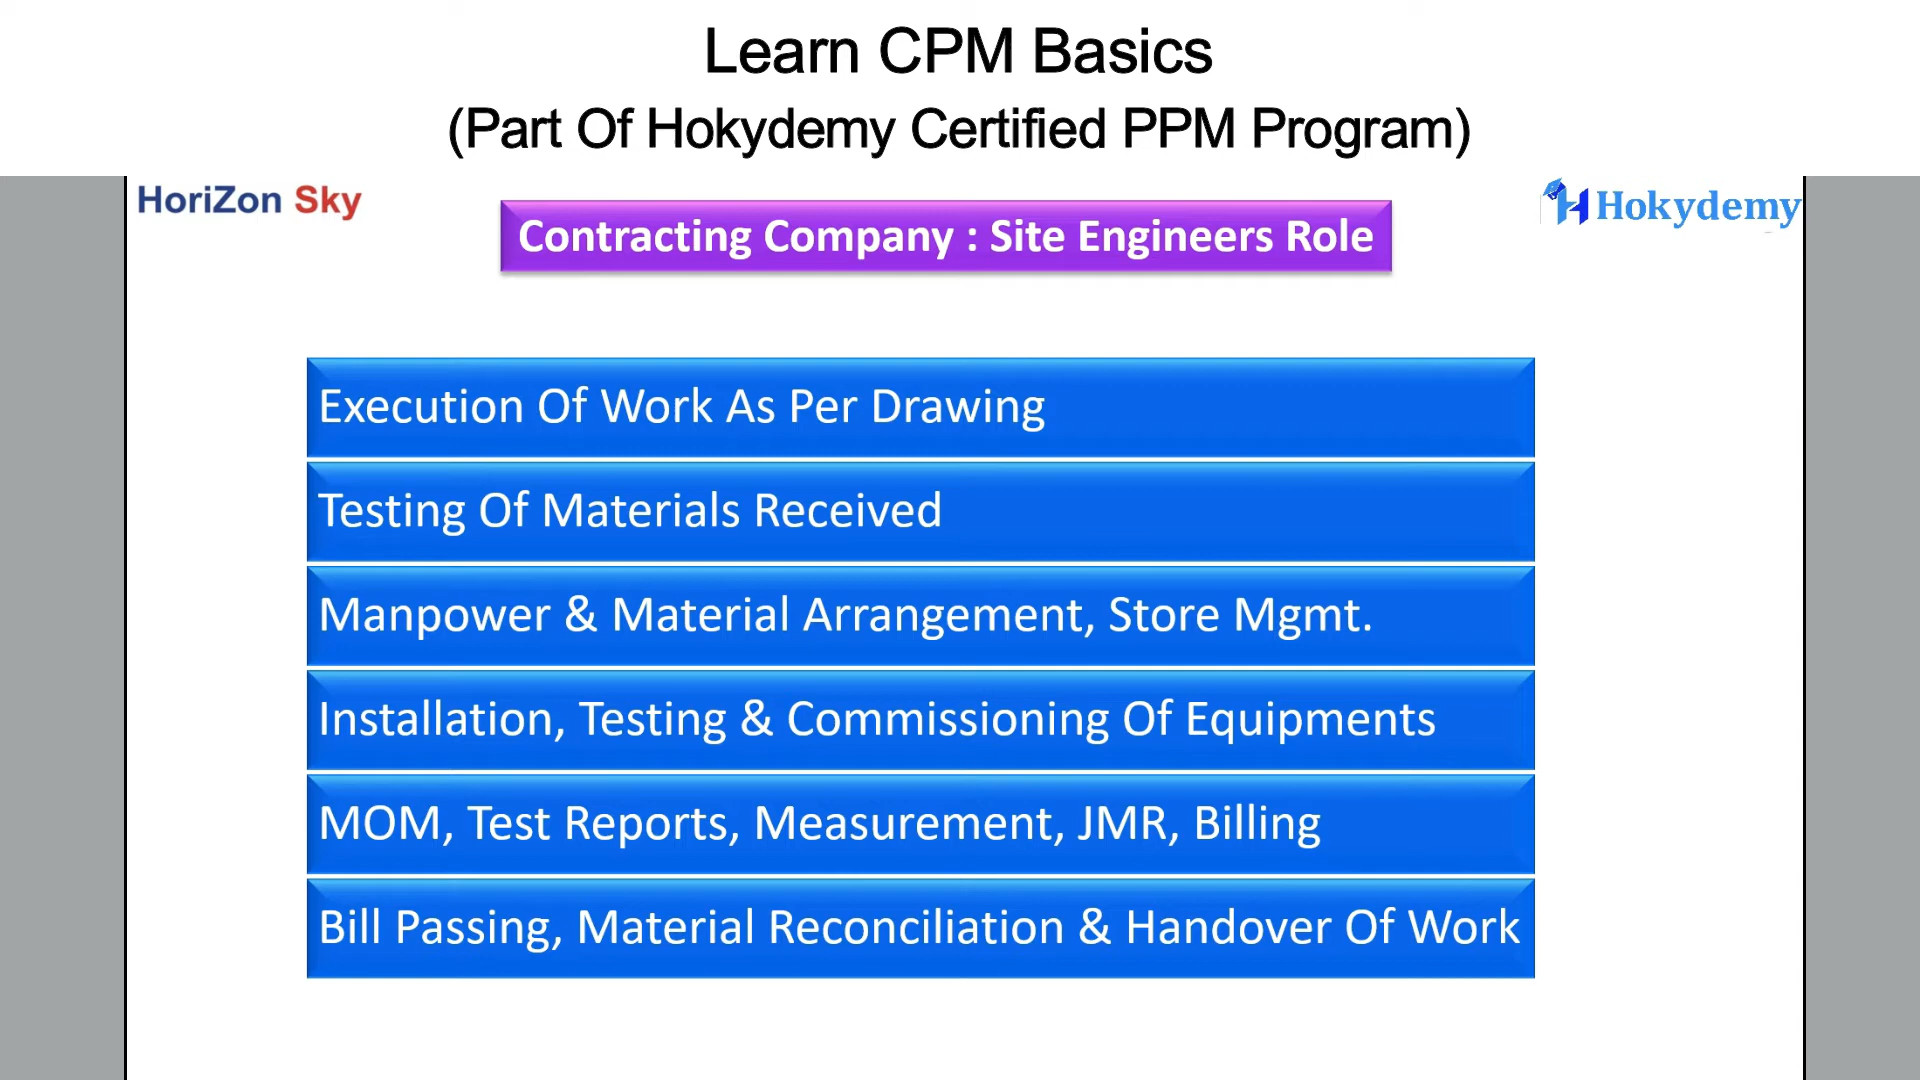 Learn CPM Basics
(Part Of Hokydemy Certified PPM Program)
HoriZon Sky
Hokydemy
Contracting Company : Site Engineers Role
Execution Of Work As Per Drawing
Testing Of Materials Received
Manpower & Material Arrangement, Store Mgmt.
Installation, Testing & Commissioning Of Equipments
MOM, Test Reports, Measurement, JMR, Billing
Bill Passing, Material Reconciliation & Handover Of Work